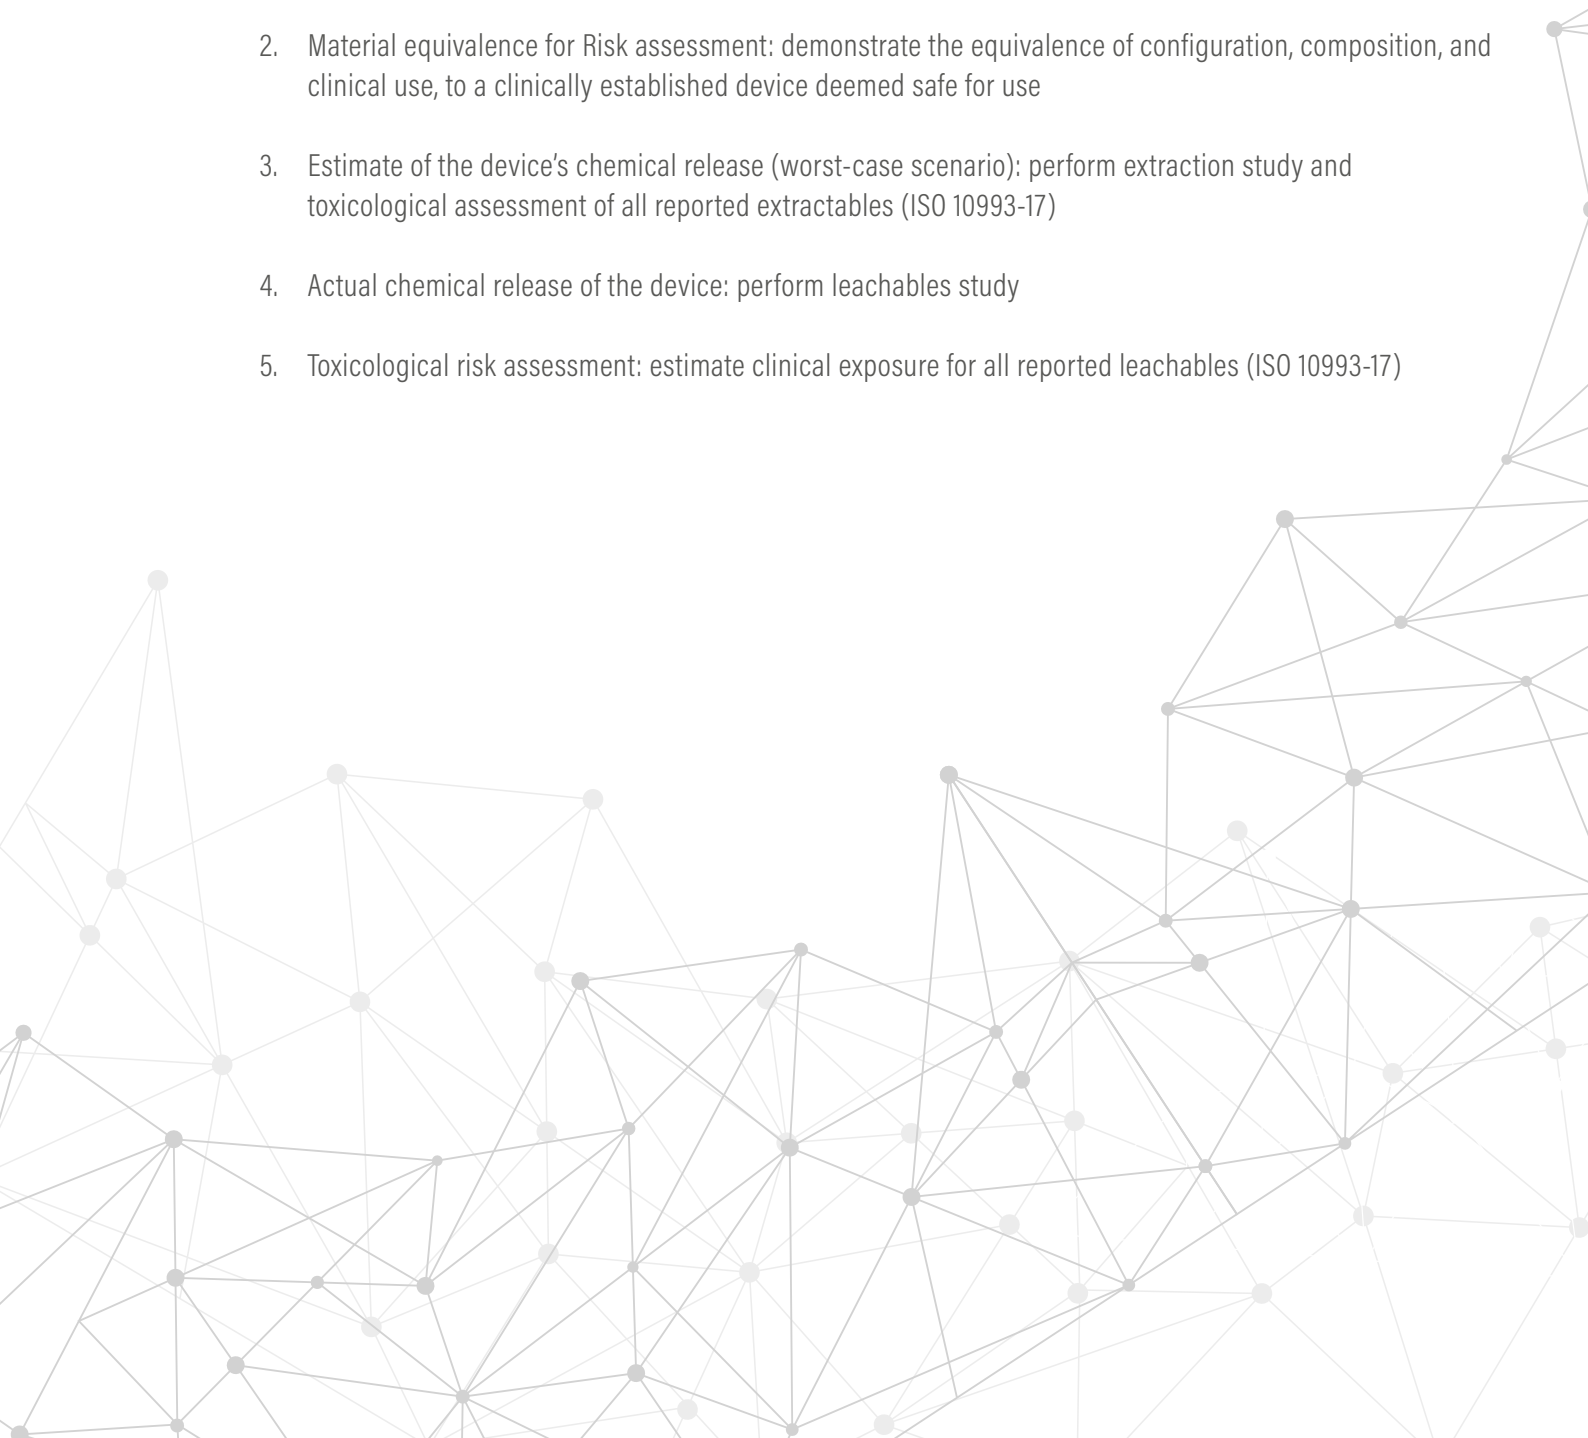 2. Material equivalence for Risk assessment: demonstrate the equivalence of configuration, composition, and
clinical use, to a clinically established device deemed safe for use
3. Estimate of the device’s chemical release (worst-case scenario): perform extraction study and
toxicological assessment of all reported extractables (ISO 10993-17)
4. Actual chemical release of the device: perform leachables study
5. Toxicological risk assessment: estimate clinical exposure for all reported leachables (ISO 10993-17)